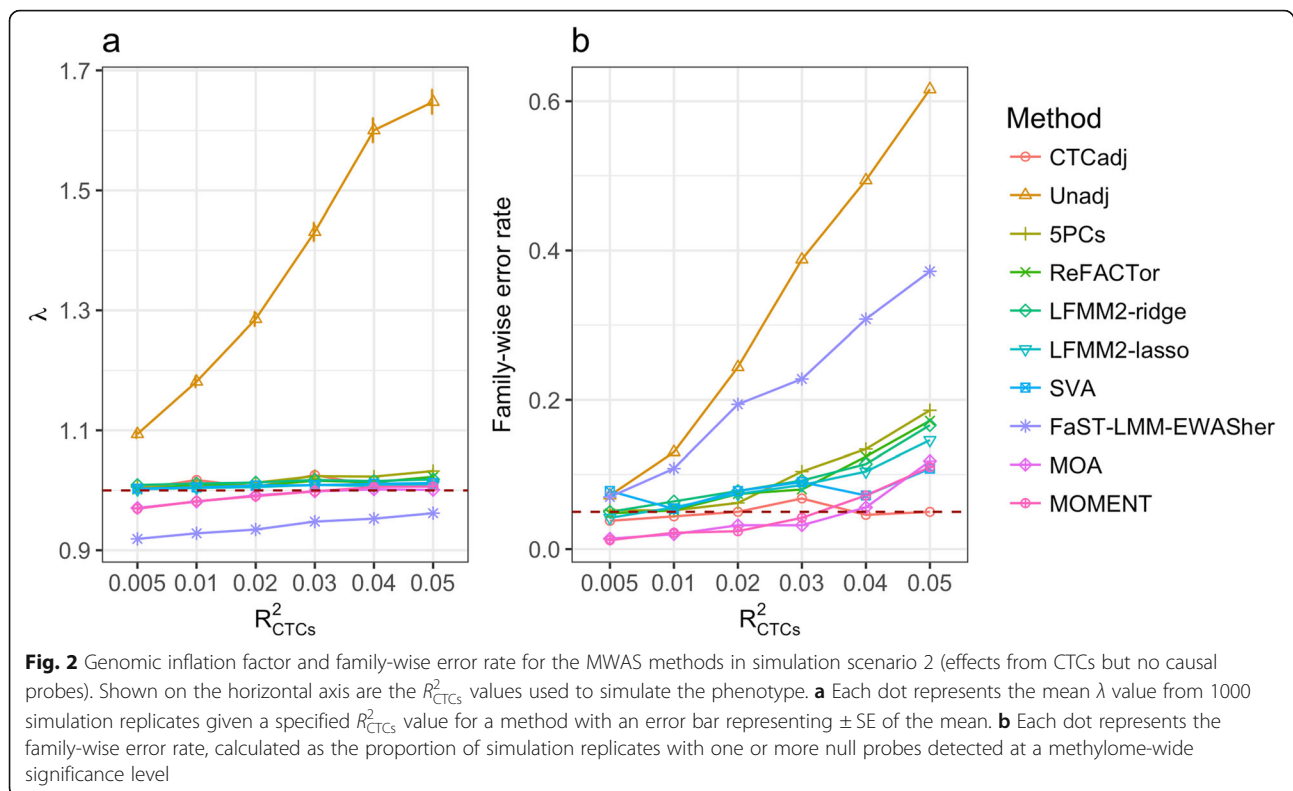 a
1.7
1.5
1.3
1.1
0.9
λ
0.005 0.01 0.02 0.03 0.04 0.05
R²CTCs
b
0.6
0.4
0.2
0.0
Family-wise error rate
0.005 0.01 0.02 0.03 0.04 0.05
R²CTCs
Method
CTCadj
Unadj
5PCs
ReFACTor
LFMM2-ridge
LFMM2-lasso
SVA
FaST-LMM-EWASher
MOA
MOMENT
Fig. 2 Genomic inflation factor and family-wise error rate for the MWAS methods in simulation scenario 2 (effects from CTCs but no causal
probes). Shown on the horizontal axis are the R²CTCs values used to simulate the phenotype. a Each dot represents the mean λ value from 1000
simulation replicates given a specified R²CTCs value for a method with an error bar representing ± SE of the mean. b Each dot represents the
family-wise error rate, calculated as the proportion of simulation replicates with one or more null probes detected at a methylome-wide
significance level